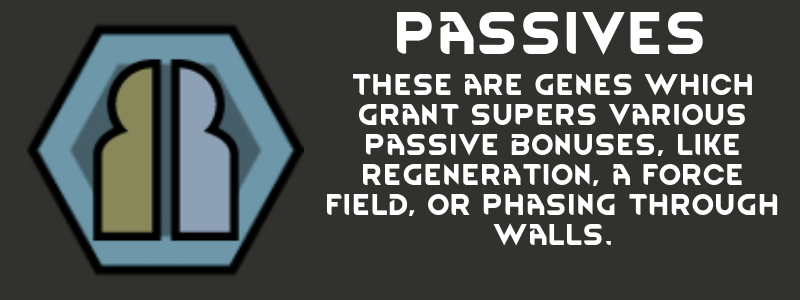 PASSIVES
THESE ARE GENES WHICH
GRANT SUPERS VARIOUS
PASSIVE BONUSES, LIKE
REGENERATION, A FORCE
FIELD, OR PHASING THROUGH
WALLS.